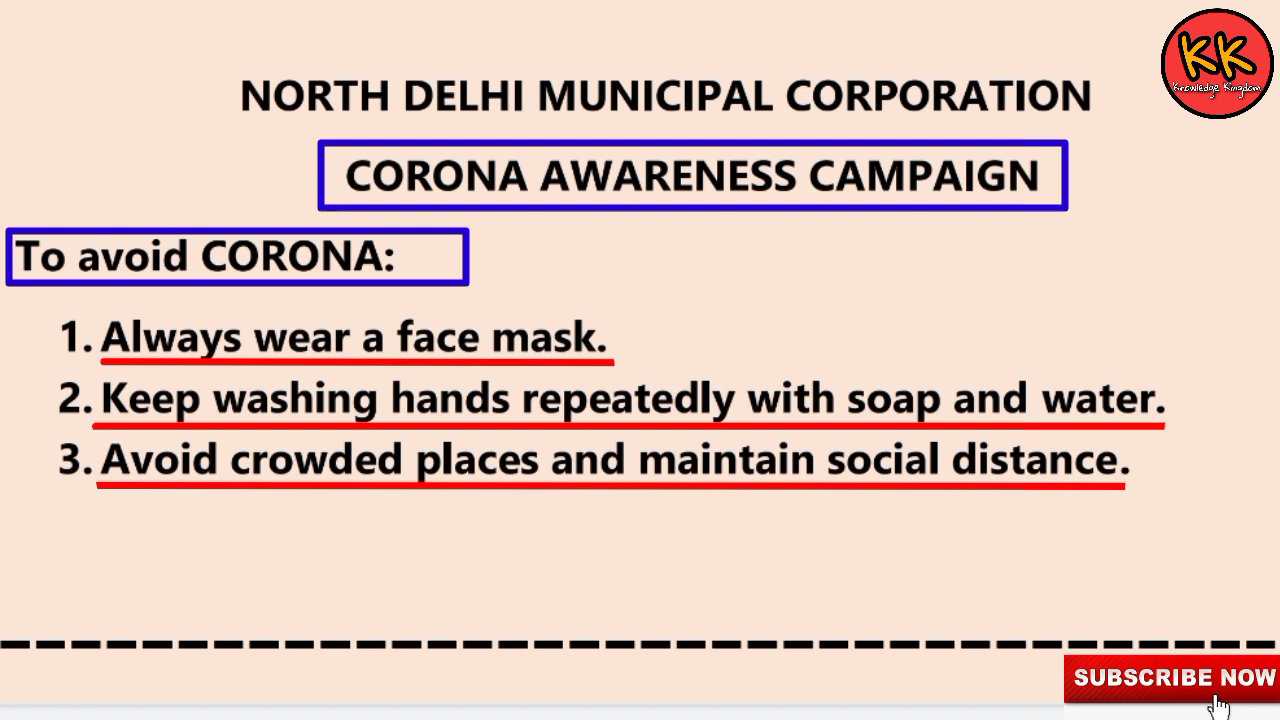 KK
Knowledge Kingdom
NORTH DELHI MUNICIPAL CORPORATION
CORONA AWARENESS CAMPAIGN
To avoid CORONA:
1. Always wear a face mask.
2. Keep washing hands repeatedly with soap and water.
3. Avoid crowded places and maintain social distance.
SUBSCRIBE NOW